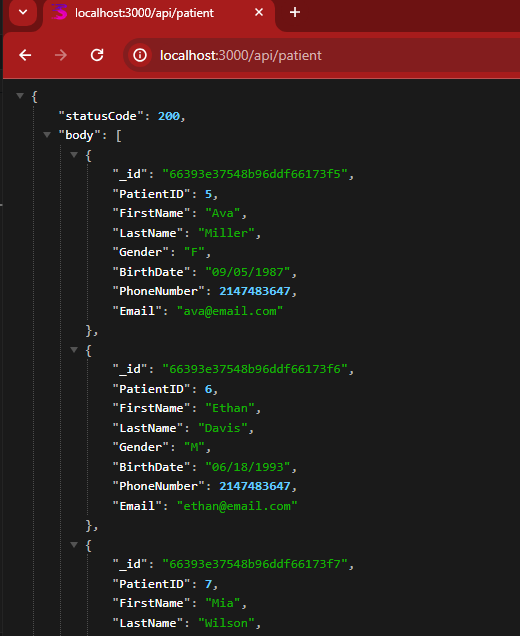 localhost:3000/api/patient
localhost:3000/api/patient
{
"statusCode": 200,
"body": [
{
"_id": "66393e37548b96ddf66173f5",
"PatientID": 5,
"FirstName": "Ava",
"LastName": "Miller",
"Gender": "F",
"BirthDate": "09/05/1987",
"PhoneNumber": 2147483647,
"Email": "ava@email.com"
},
{
"_id": "66393e37548b96ddf66173f6",
"PatientID": 6,
"FirstName": "Ethan",
"LastName": "Davis",
"Gender": "M",
"BirthDate": "06/18/1993",
"PhoneNumber": 2147483647,
"Email": "ethan@email.com"
},
{
"_id": "66393e37548b96ddf66173f7",
"PatientID": 7,
"FirstName": "Mia",
"LastName": "Wilson",